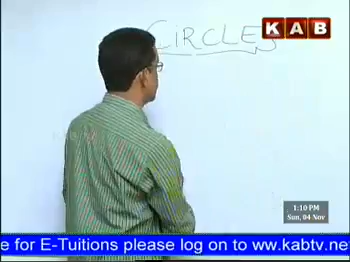 CIRCLES
KAB
1:10 PM
Sun, 04 Nov
e for E-Tuitions please log on to www.kabtv.ne